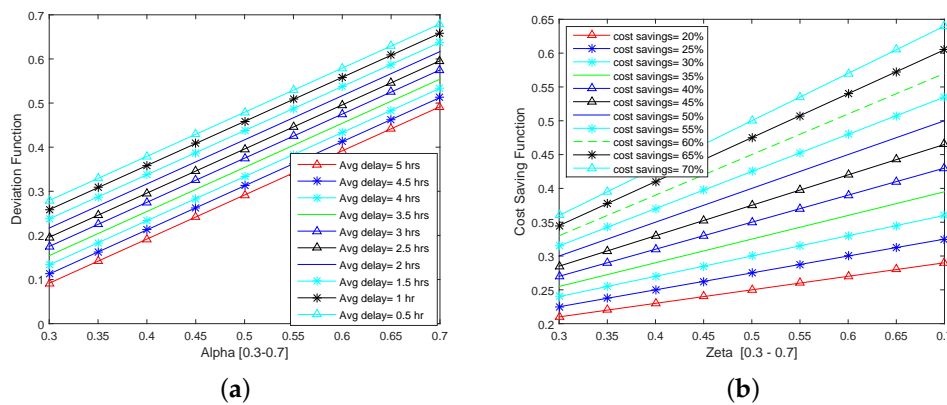 0.7
0.6
0.5
0.4
0.3
0.2
0.1
0
Deviation Function
Avg delay= 5 hrs
Avg delay= 4.5 hrs
Avg delay= 4 hrs
Avg delay= 3.5 hrs
Avg delay= 3 hrs
Avg delay= 2.5 hrs
Avg delay= 2 hrs
Avg delay= 1.5 hrs
Avg delay= 1 hr
Avg delay= 0.5 hr
0.3 0.35 0.4 0.45 0.5 0.55 0.6 0.65 0.7
Alpha [0.3-0.7]
(a)
0.65
0.6
0.55
0.5
0.45
0.4
0.35
0.3
0.25
0.2
Cost Saving Function
cost savings= 20%
cost savings= 25%
cost savings= 30%
cost savings= 35%
cost savings= 40%
cost savings= 45%
cost savings= 50%
cost savings= 55%
cost savings= 60%
cost savings= 65%
cost savings= 70%
0.3 0.35 0.4 0.45 0.5 0.55 0.6 0.65 0.7
Zeta [0.3 - 0.7]
(b)